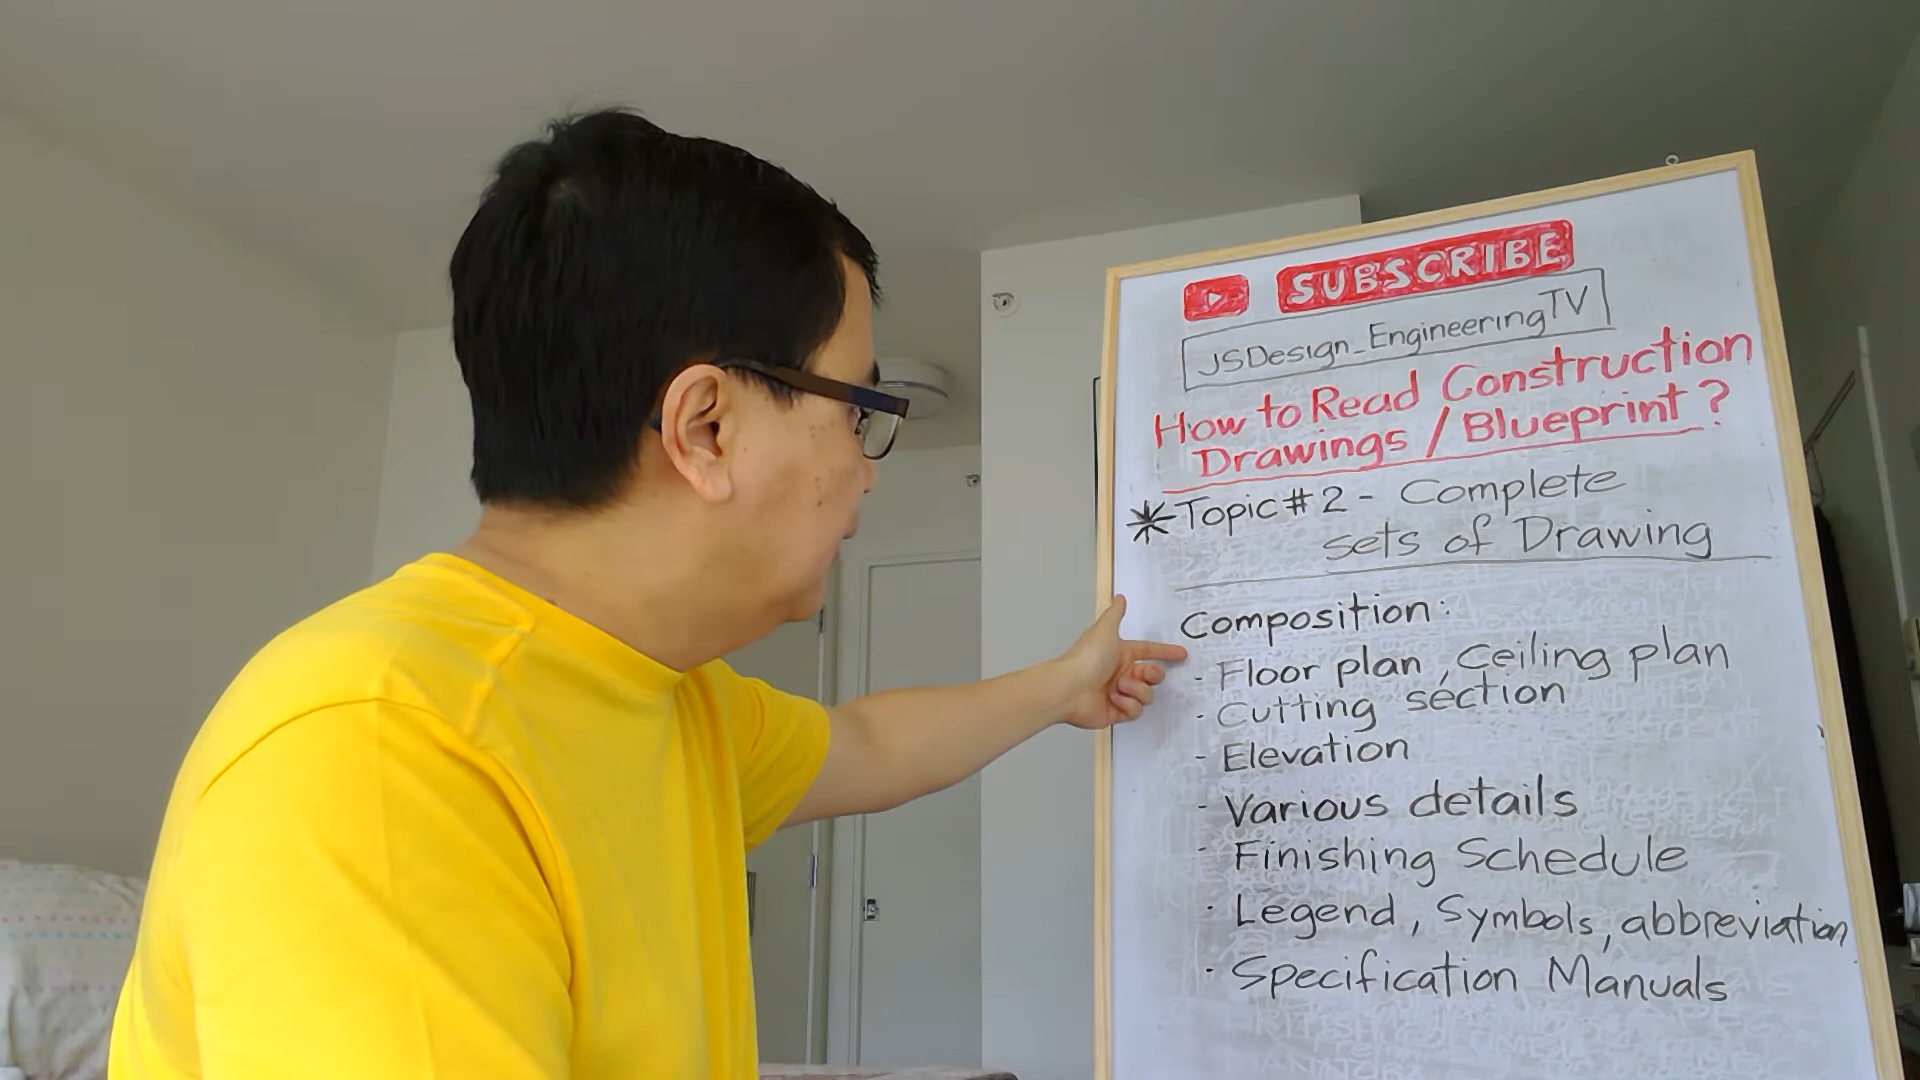 SUBSCRIBE
JSDesign_EngineeringTV
How to Read Construction
Drawings / Blueprint?
Topic # 2 - Complete
sets of Drawing
Composition:
- Floor plan, Ceiling plan
- Cutting section
- Elevation
- Various details
- Finishing Schedule
- Legend, Symbols, abbreviation
- Specification Manuals